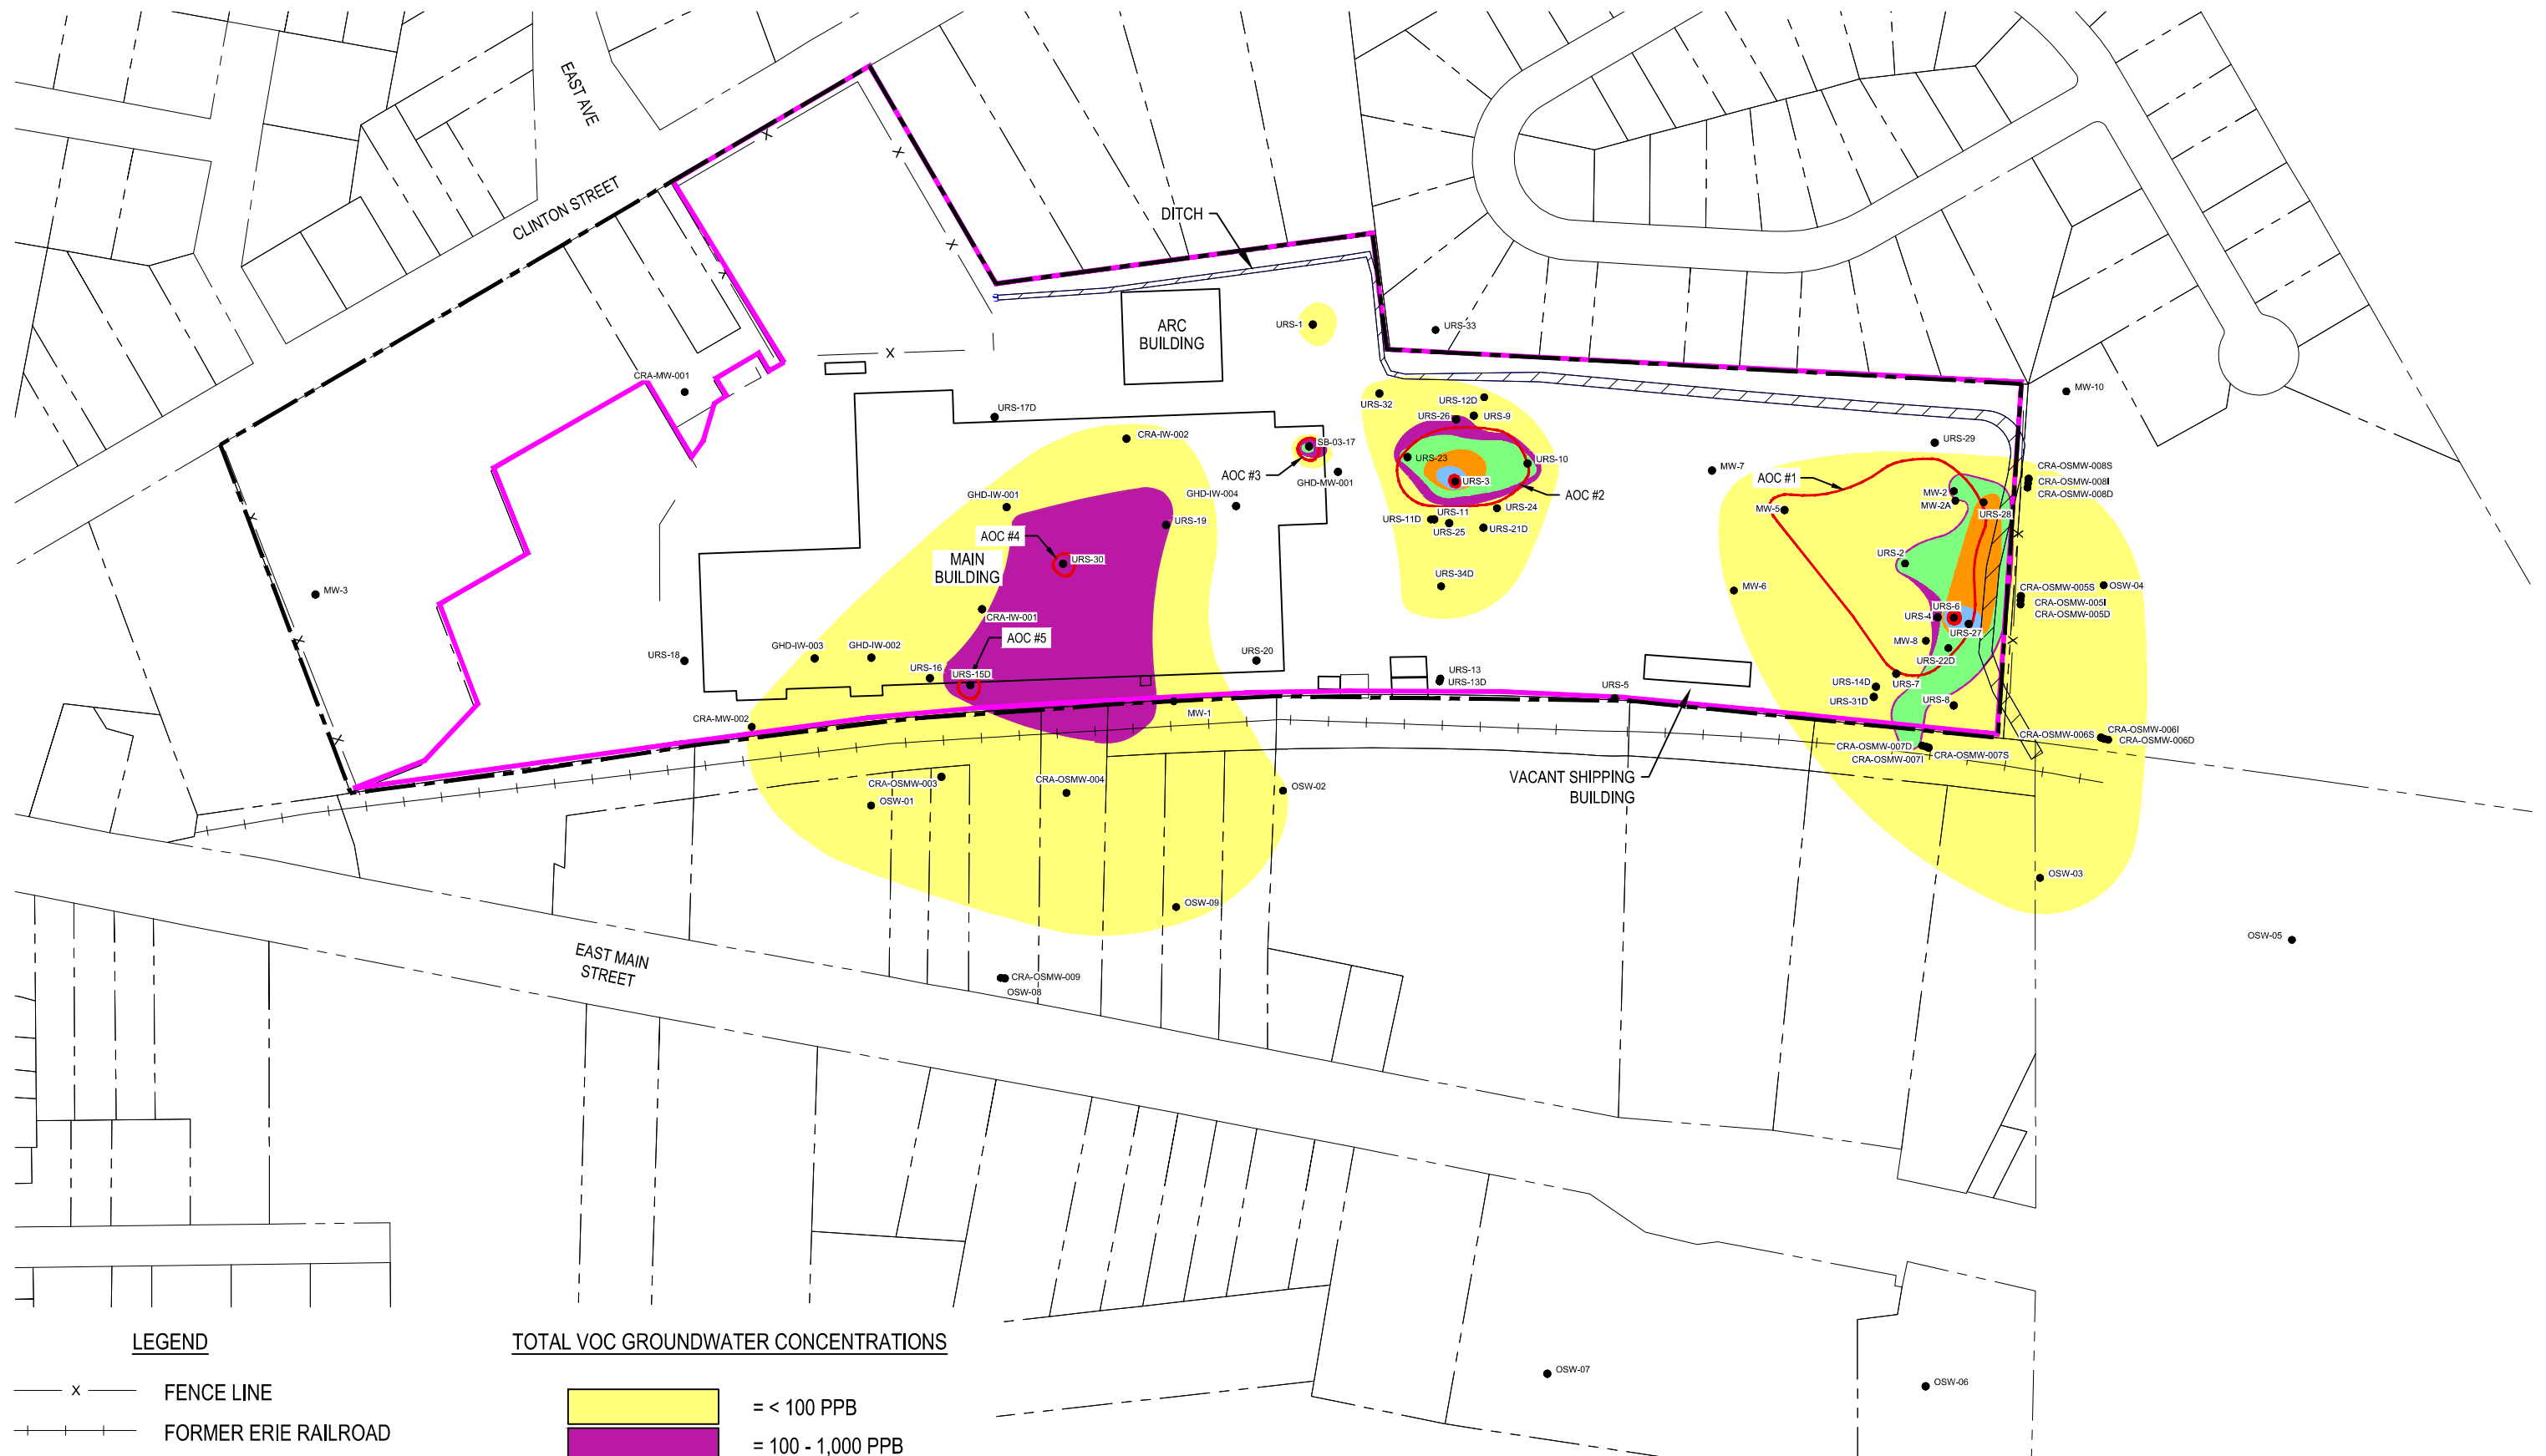 EAST AVE
CLINTON STREET
DITCH
ARC
BUILDING
URS-1
URS-33
CRA-MW-001
MW-10
URS-32
URS-12D
URS-26
URS-9
URS-17D
CRA-IW-002
SB-03-17
URS-29
URS-23
URS-10
MW-7
AOC #3
GHD-MW-001
AOC #1
CRA-OSMW-008S
CRA-OSMW-008I
CRA-OSMW-008D
URS-3
AOC #2
MW-2
MW-2A
GHD-IW-001
GHD-IW-004
URS-24
MW-5
URS-28
URS-11D
URS-11
URS-25
URS-21D
URS-19
AOC #4
URS-30
MAIN
BUILDING
URS-2
URS-34D
MW-6
CRA-OSMW-005S
CRA-OSMW-005I
CRA-OSMW-005D
OSW-04
MW-3
CRA-IW-001
URS-6
URS-4
URS-27
AOC #5
MW-8
URS-22D
GHD-IW-003
GHD-IW-002
URS-18
URS-16
URS-15D
URS-20
URS-13
URS-13D
URS-7
URS-14D
URS-31D
URS-5
URS-8
MW-1
CRA-MW-002
CRA-OSMW-006S
CRA-OSMW-006I
CRA-OSMW-006D
CRA-OSMW-007D
CRA-OSMW-007I
CRA-OSMW-007S
CRA-OSMW-003
CRA-OSMW-004
OSW-01
OSW-02
VACANT SHIPPING
BUILDING
OSW-03
OSW-09
OSW-05
EAST MAIN
STREET
CRA-OSMW-009
OSW-08
OSW-07
OSW-06
LEGEND
X FENCE LINE
FORMER ERIE RAILROAD
TOTAL VOC GROUNDWATER CONCENTRATIONS
= < 100 PPB
= 100 - 1,000 PPB
X
X
X
X
X
X
X
X
X
X
X